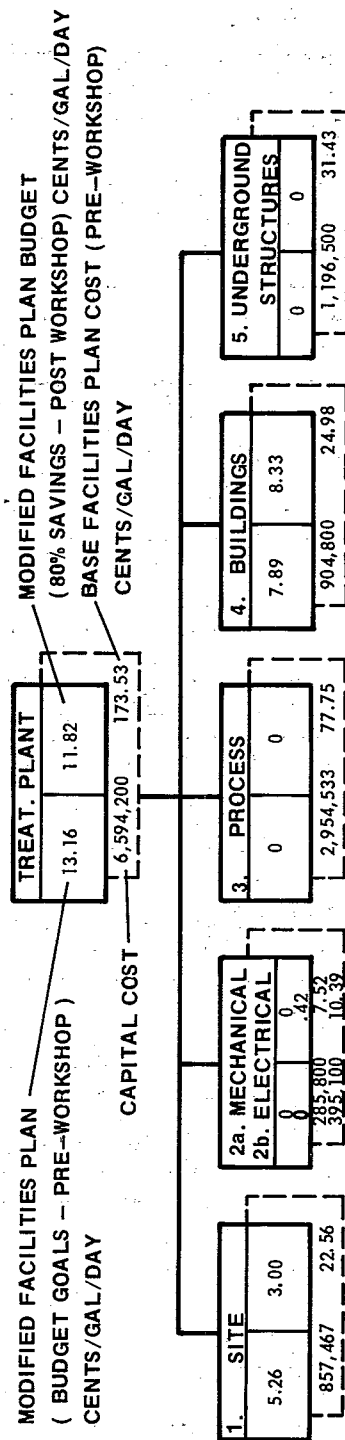 MODIFIED FACILITIES PLAN
( BUDGET GOALS – PRE–WORKSHOP )
CENTS/GAL/DAY
TREAT. PLANT
13.16 11.82
6,594,200 173.53
CAPITAL COST
MODIFIED FACILITIES PLAN BUDGET
(80% SAVINGS – POST WORKSHOP) CENTS/GAL/DAY
BASE FACILITIES PLAN COST (PRE–WORKSHOP)
CENTS/GAL/DAY
1. SITE
5.26 3.00
857,467 22.56
2a. MECHANICAL
2b. ELECTRICAL
0 0
0 .42
285,800 7.52
395,100 10.39
3. PROCESS
0 0
2,954,533 77.75
4. BUILDINGS
7.89 8.33
904,800 24.98
5. UNDERGROUND
STRUCTURES
0 0
1,196,500 31.43